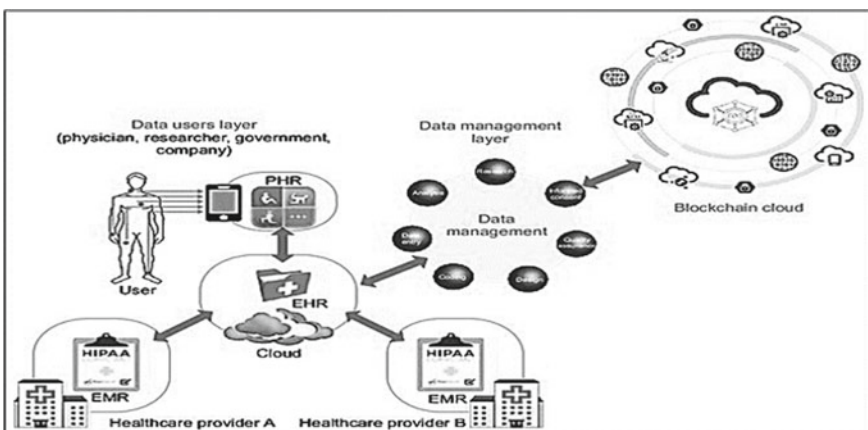 Data users layer
(physician, researcher, government,
company)
PHR
User
Data management
layer
Research
Informed
consent
Analysis
Data
management
Data
entry
Quality
assurance
Coding
Design
Blockchain cloud
EHR
Cloud
HIPAA
EMR
Healthcare provider A
HIPAA
EMR
Healthcare provider B